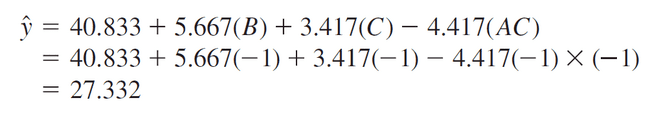 ŷ = 40.833 + 5.667(B) + 3.417(C) − 4.417(AC)
= 40.833 + 5.667(−1) + 3.417(−1) − 4.417(−1) × (−1)
= 27.332